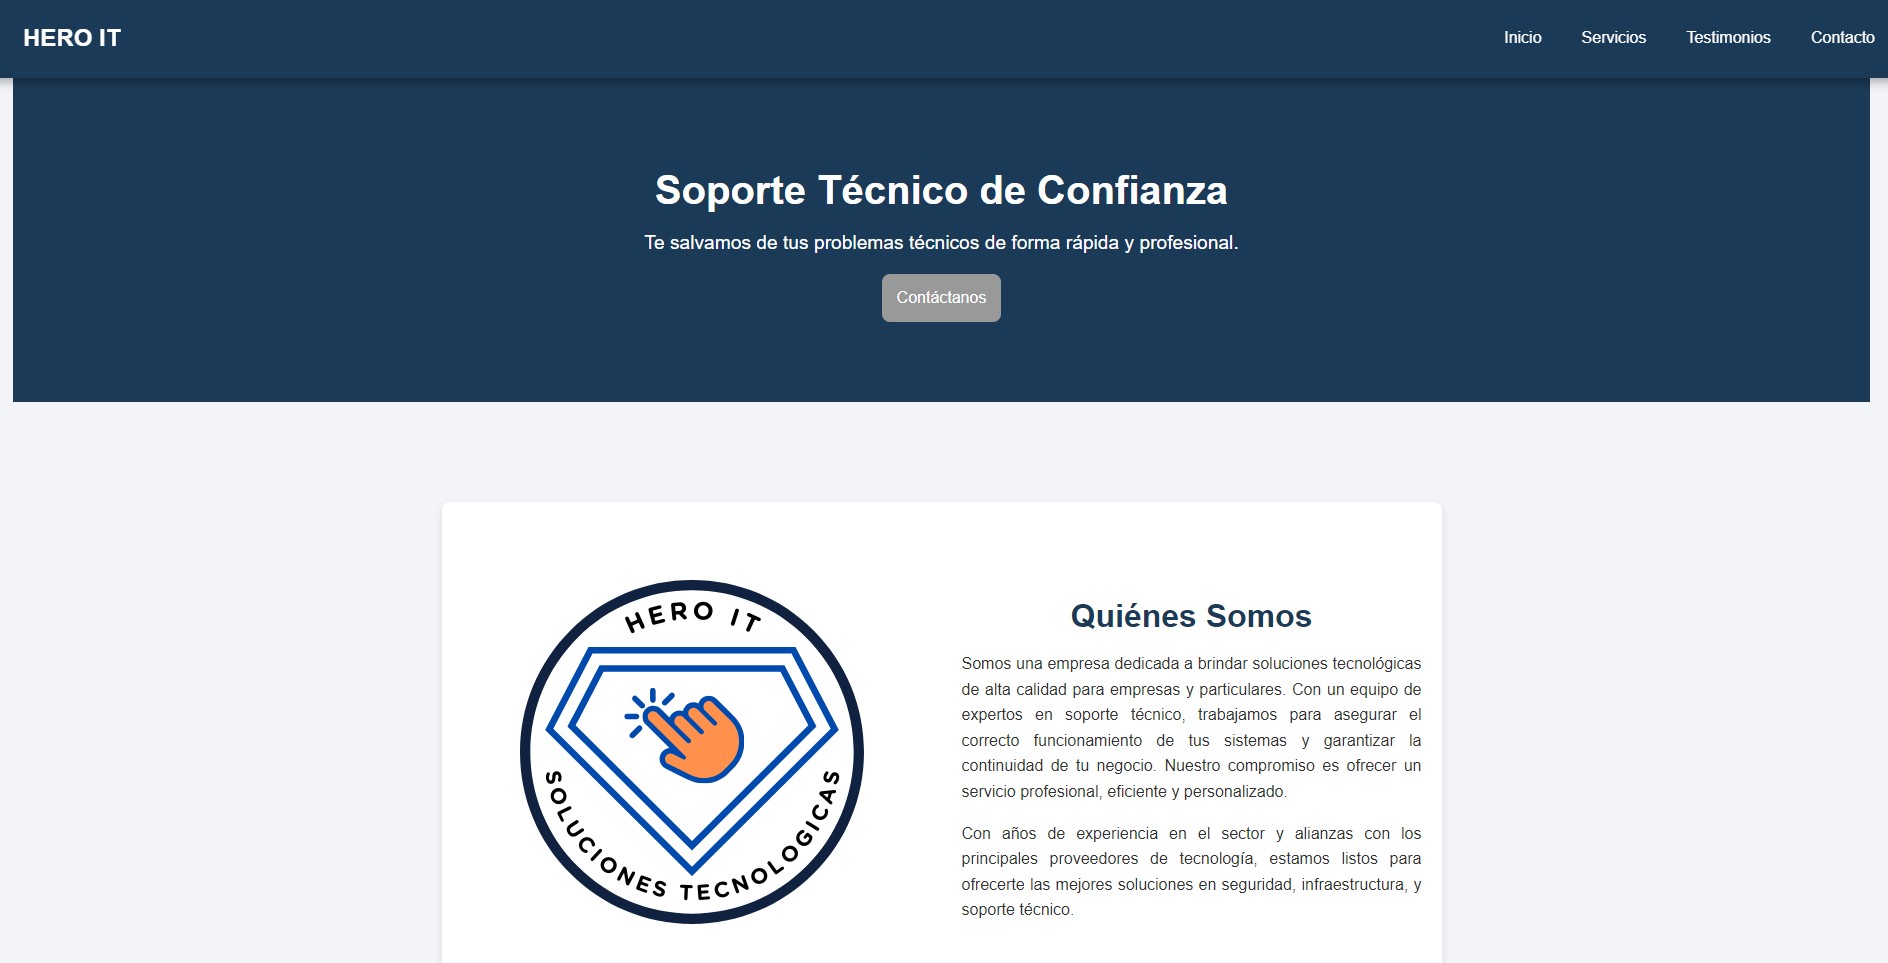 HERO IT
Inicio Servicios Testimonios Contacto
Soporte Técnico de Confianza
Te salvamos de tus problemas técnicos de forma rápida y profesional.
Contáctanos
HERO IT
SOLUCIONES TECNOLOGICAS
Quiénes Somos
Somos una empresa dedicada a brindar soluciones tecnológicas
de alta calidad para empresas y particulares. Con un equipo de
expertos en soporte técnico, trabajamos para asegurar el
correcto funcionamiento de tus sistemas y garantizar la
continuidad de tu negocio. Nuestro compromiso es ofrecer un
servicio profesional, eficiente y personalizado.
Con años de experiencia en el sector y alianzas con los
principales proveedores de tecnología, estamos listos para
ofrecerte las mejores soluciones en seguridad, infraestructura, y
soporte técnico.